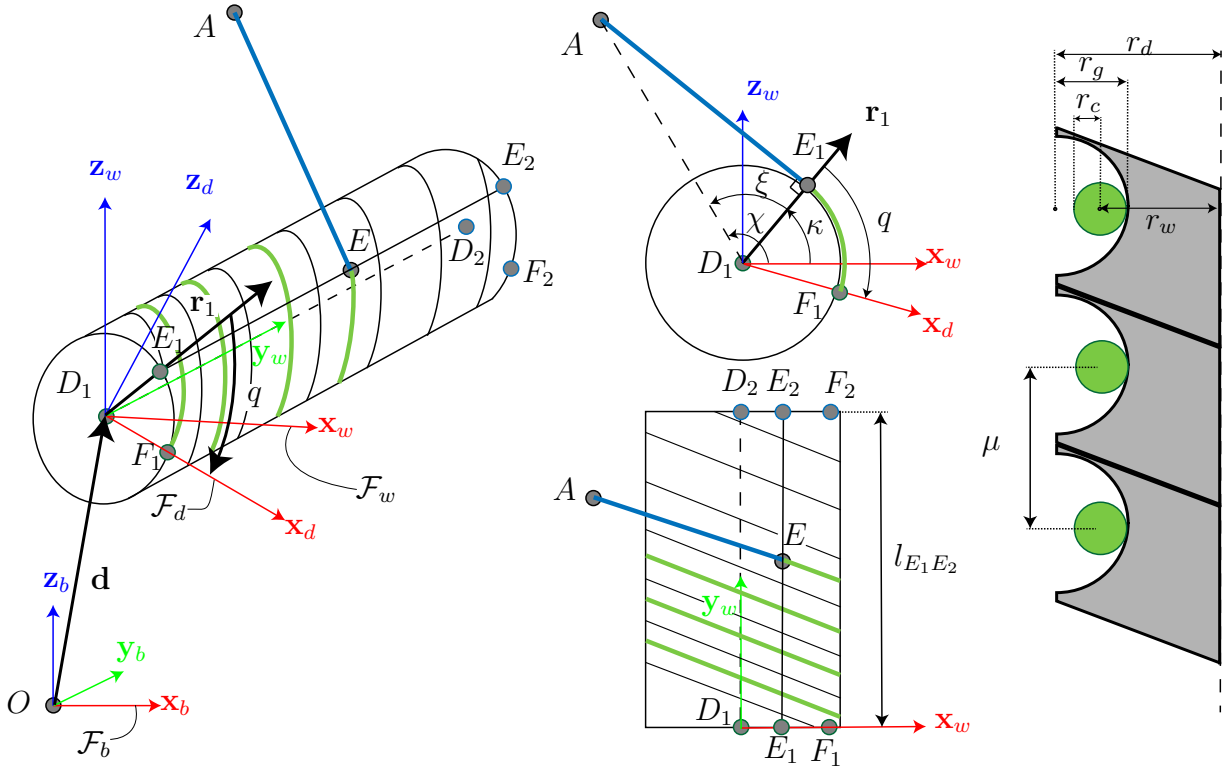 A
z_w
z_d
E_2
D_2
E
F_2
r_1
E_1
y_w
D_1
q
x_w
F_1
F_w
F_d
x_d
d
z_b
y_b
O
x_b
F_b
A
z_w
r_1
E_1
ξ
χ
κ
q
D_1
x_w
F_1
x_d
D_2 E_2 F_2
A
E
l_{E_1E_2}
y_w
D_1
x_w
E_1 F_1
r_d
r_g
r_c
r_w
μ